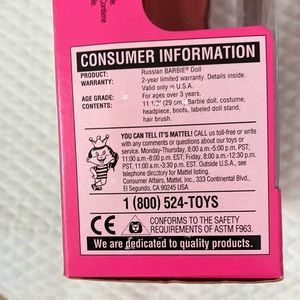 CONSUMER INFORMATION
PRODUCT: Russian BARBIE® Doll
WARRANTY: 2-year limited warranty. Details inside.
Valid only in U.S.A.
AGE GRADE: For ages over 3 years.
CONTENTS: 11 1/2" (29 cm) Barbie doll, costume,
headpiece, boots, labeled doll stand,
hair brush.
YOU CAN TELL IT'S MATTEL! CALL us toll-free or write
with any comments or questions about our toys or
service. Monday-Thursday, 8:00 a.m.-5:00 p.m. PST;
11:00 a.m.-8:00 p.m. EST; Friday, 8:00 a.m.-12:30 p.m.
PST, 11:00 a.m.-3:30 p.m. EST. Outside U.S.A., see
telephone directory for Mattel listing.
Consumer Affairs, Mattel, Inc., 333 Continental Blvd.,
El Segundo, CA 90245 USA
1 (800) 524-TOYS
CE CONFORMS TO THE SAFETY
REQUIREMENTS OF ASTM F963.
We are dedicated to quality products.